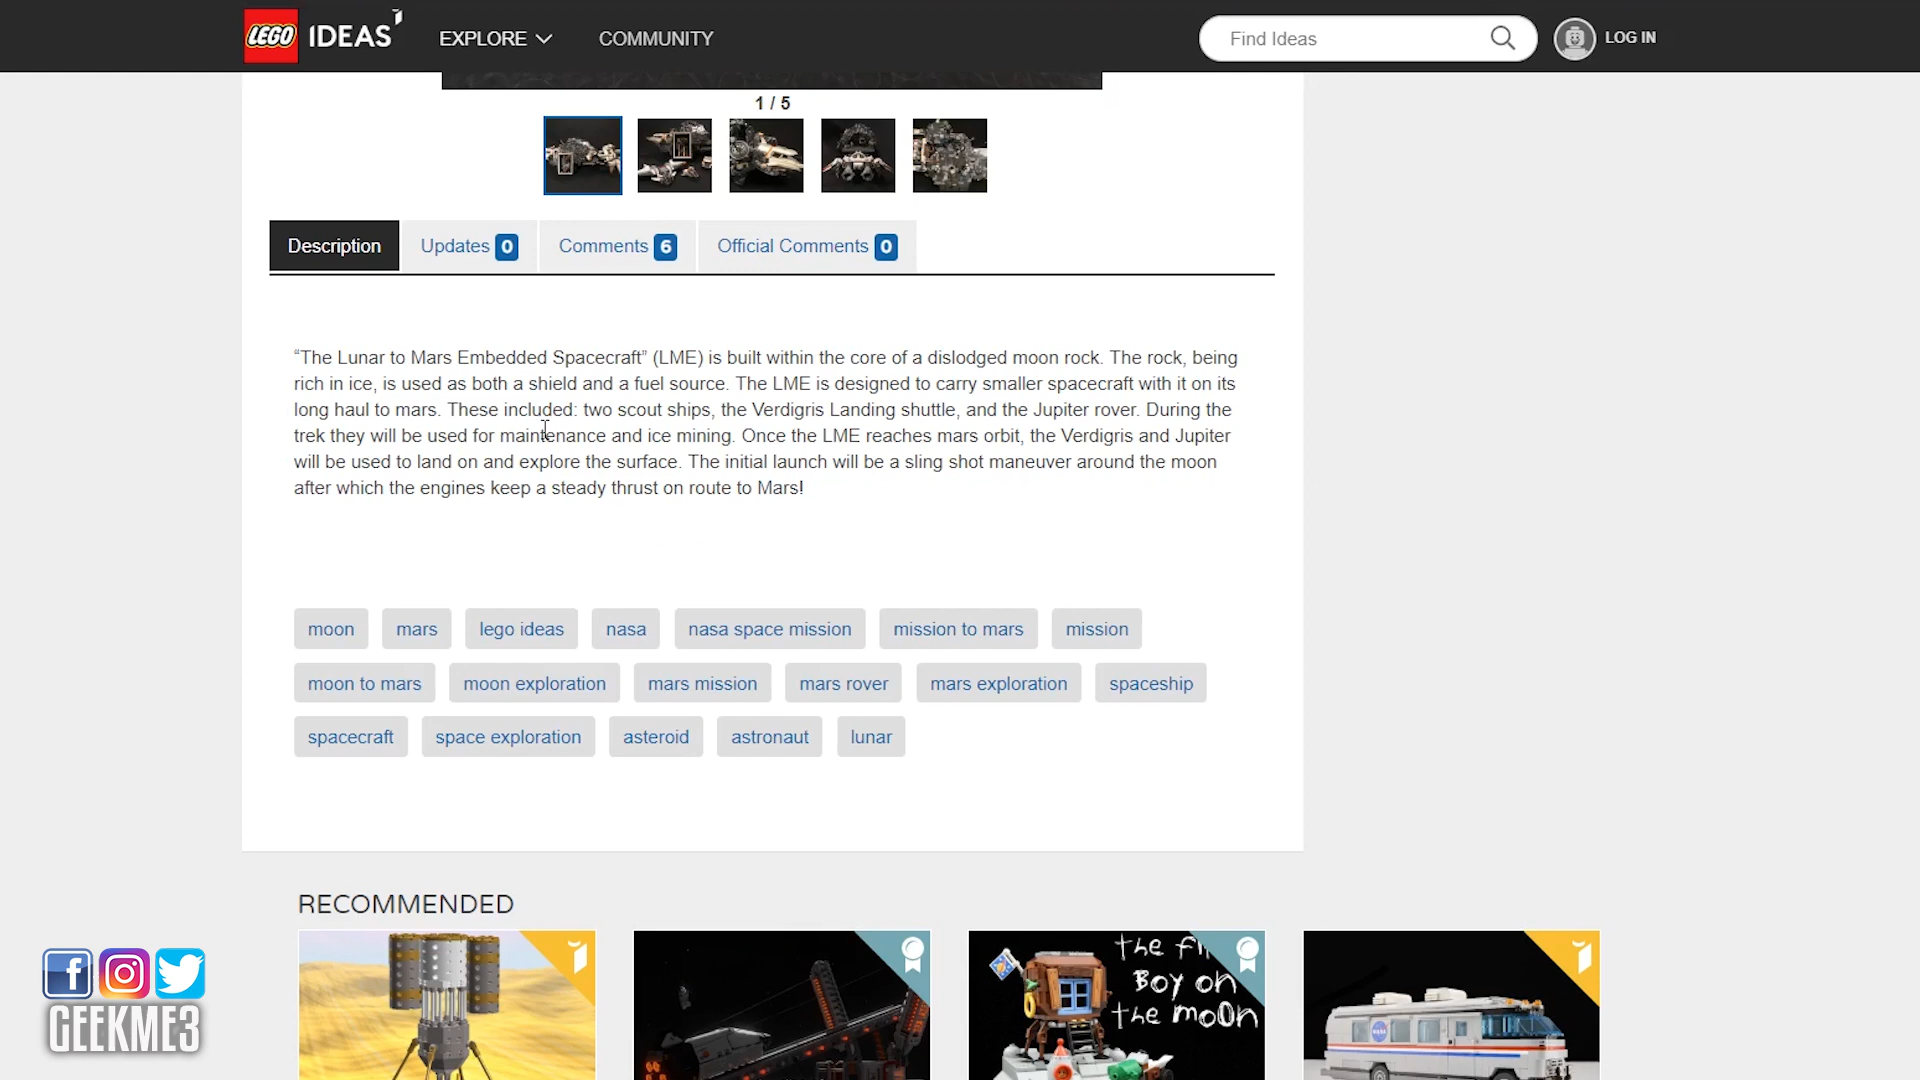 LEGO IDEAS EXPLORE COMMUNITY Find Ideas LOG IN
1 / 5
Description Updates 0 Comments 6 Official Comments 0
“The Lunar to Mars Embedded Spacecraft” (LME) is built within the core of a dislodged moon rock. The rock, being
rich in ice, is used as both a shield and a fuel source. The LME is designed to carry smaller spacecraft with it on its
long haul to mars. These included: two scout ships, the Verdigris Landing shuttle, and the Jupiter rover. During the
trek they will be used for maintenance and ice mining. Once the LME reaches mars orbit, the Verdigris and Jupiter
will be used to land on and explore the surface. The initial launch will be a sling shot maneuver around the moon
after which the engines keep a steady thrust on route to Mars!
moon mars lego ideas nasa nasa space mission mission to mars mission
moon to mars moon exploration mars mission mars rover mars exploration spaceship
spacecraft space exploration asteroid astronaut lunar
RECOMMENDED
the
Boy on
the moon
NASA
GEEKME3